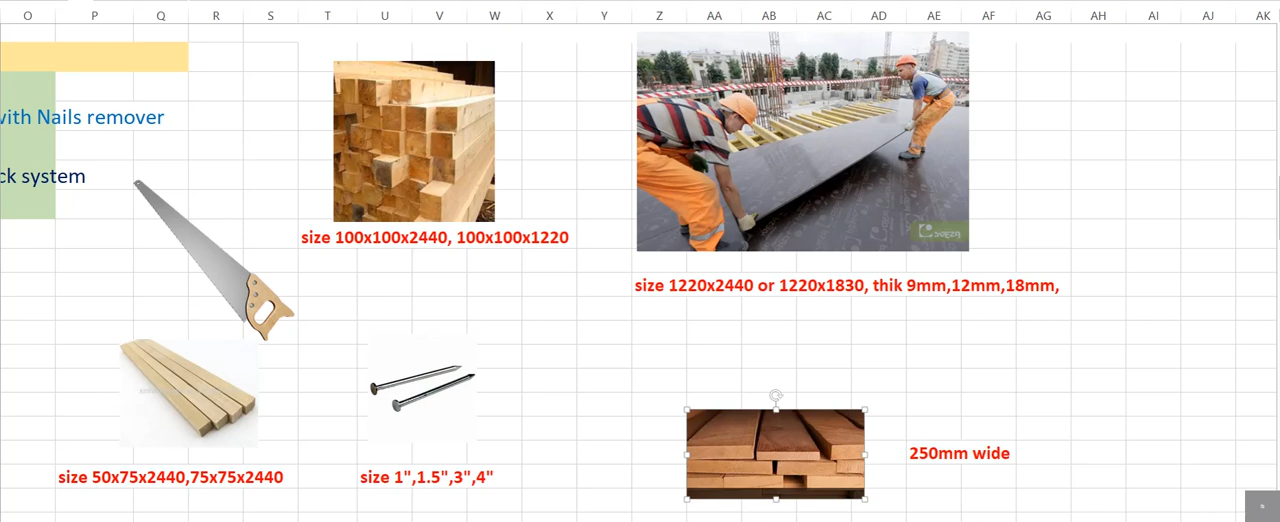 O P Q R S T U V W X Y Z AA AB AC AD AE AF AG AH AI AJ AK
with Nails remover
ck system
size 100x100x2440, 100x100x1220
size 1220x2440 or 1220x1830, thik 9mm,12mm,18mm,
250mm wide
size 50x75x2440,75x75x2440
size 1",1.5",3",4"